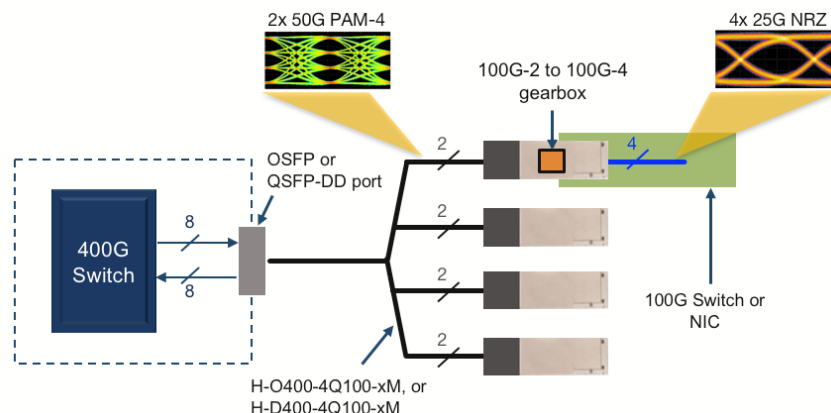 2x 50G PAM-4
4x 25G NRZ
100G-2 to 100G-4
gearbox
OSFP or
QSFP-DD port
2
4
8
400G
Switch
8
2
2
2
100G Switch or
NIC
H-O400-4Q100-xM, or
H-D400-4Q100-xM